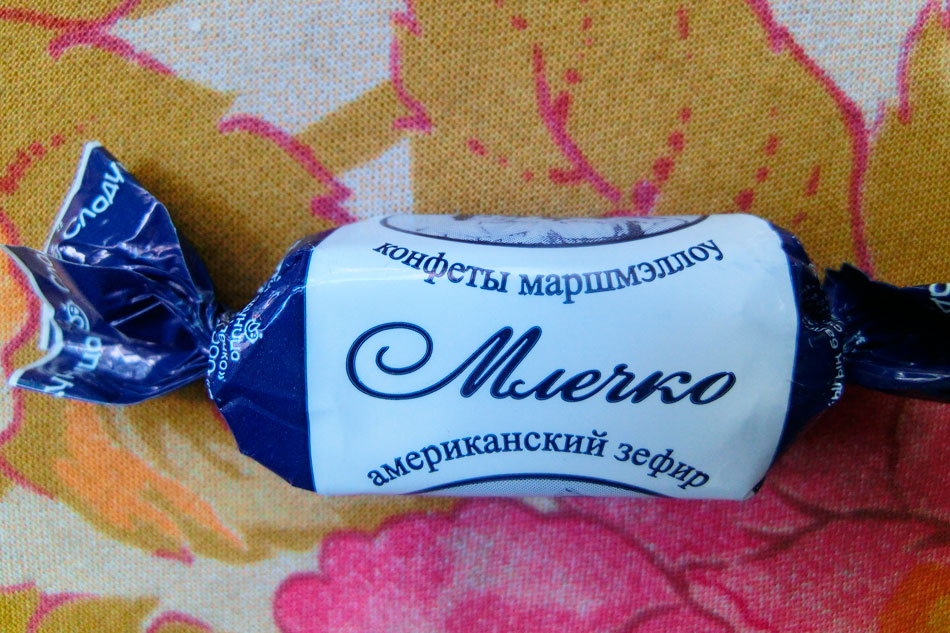 конфеты маршмэллоу
Млечко
американский зефир